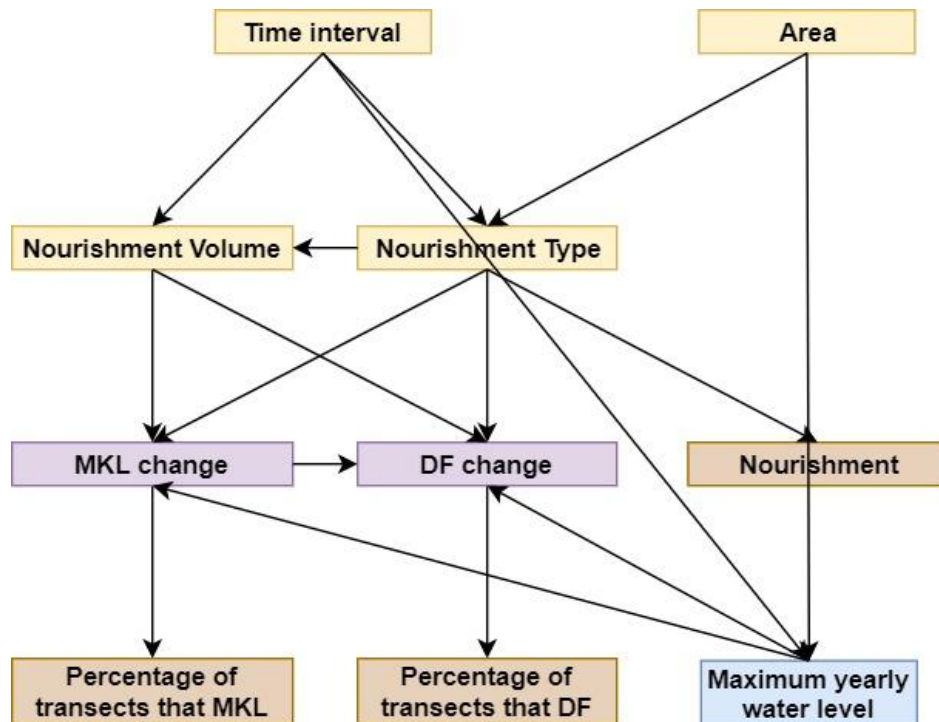 Time interval
Area
Nourishment Volume
Nourishment Type
MKL change
DF change
Nourishment
Percentage of
transects that MKL
Percentage of
transects that DF
Maximum yearly
water level